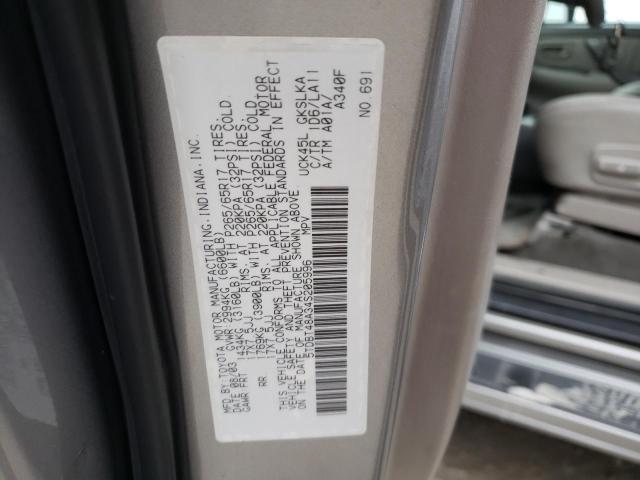 MFD.BY:TOYOTA MOTOR MANUFACTURING,INDIANA,INC.
DATE:08/03 GVWR 2994KG (6600LB)
GAWR FRT 1434KG (3160LB) WITH P265/65R17 TIRES,
17X7.5JJ RIMS, AT 220KPA (32PSI) COLD.
RR 1769KG (3900LB) WITH P265/65R17 TIRES,
17X7.5JJ RIMS, AT 220KPA (32PSI) COLD.
THIS VEHICLE CONFORMS TO ALL APPLICABLE FEDERAL MOTOR
VEHICLE SAFETY AND THEFT PREVENTION STANDARDS IN EFFECT
ON THE DATE OF MANUFACTURE SHOWN ABOVE.
5TDBT48A34S205996 MPV
UCK45L GKSLKA
C/TR 1D6/LA11
A/TM A01A/
A340F
NO.691